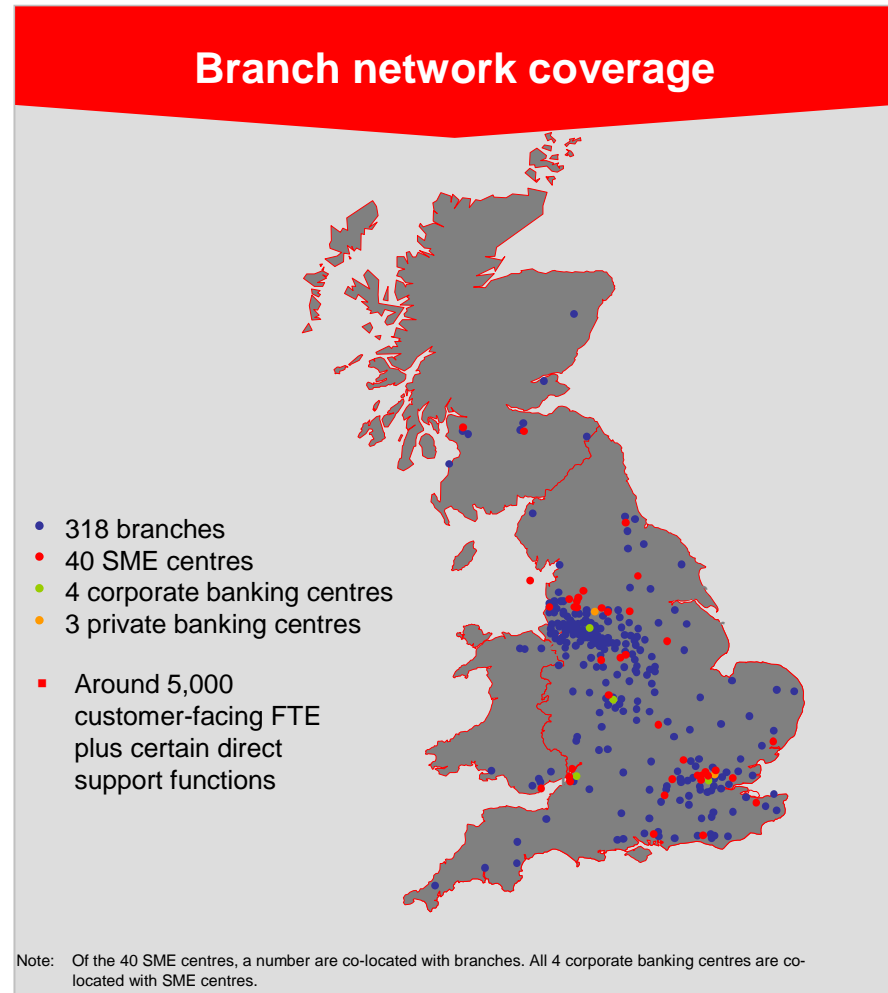 Branch network coverage
318 branches
40 SME centres
4 corporate banking centres
3 private banking centres
Around 5,000
customer-facing FTE
plus certain direct
support functions
Note: Of the 40 SME centres, a number are co-located with branches. All 4 corporate banking centres are co-
located with SME centres.